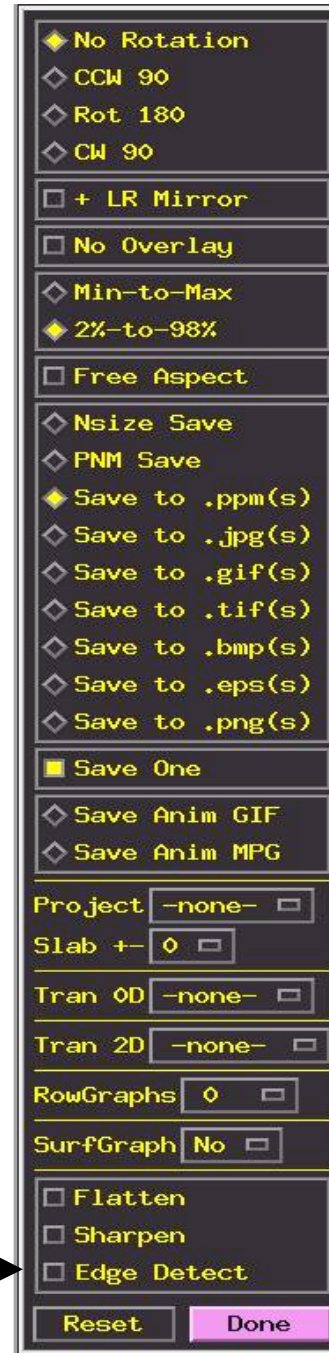 No Rotation
CCW 90
Rot 180
CW 90
+ LR Mirror
No Overlay
Min-to-Max
2%-to-98%
Free Aspect
Nsize Save
PNM Save
Save to .ppm(s)
Save to .jpg(s)
Save to .gif(s)
Save to .tif(s)
Save to .bmp(s)
Save to .eps(s)
Save to .png(s)
Save One
Save Anim GIF
Save Anim MPG
Project -none-
Slab +- 0
Tran 0D -none-
Tran 2D -none-
RowGraphs 0
SurfGraph No
Flatten
Sharpen
Edge Detect
Reset Done